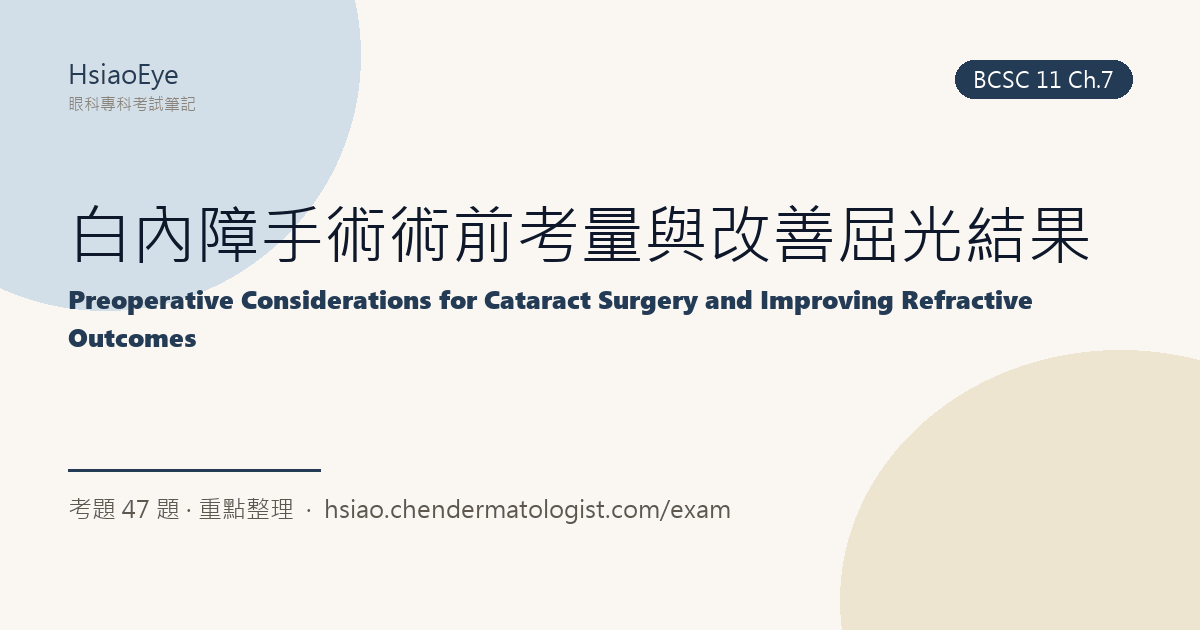 HsiaoEye
眼科專科考試筆記
BCSC 11 Ch.7
白內障手術術前考量與改善屈光結果
Preoperative Considerations for Cataract Surgery and Improving Refractive
Outcomes
考題 47 題 · 重點整理 · hsiao.chendermatologist.com/exam